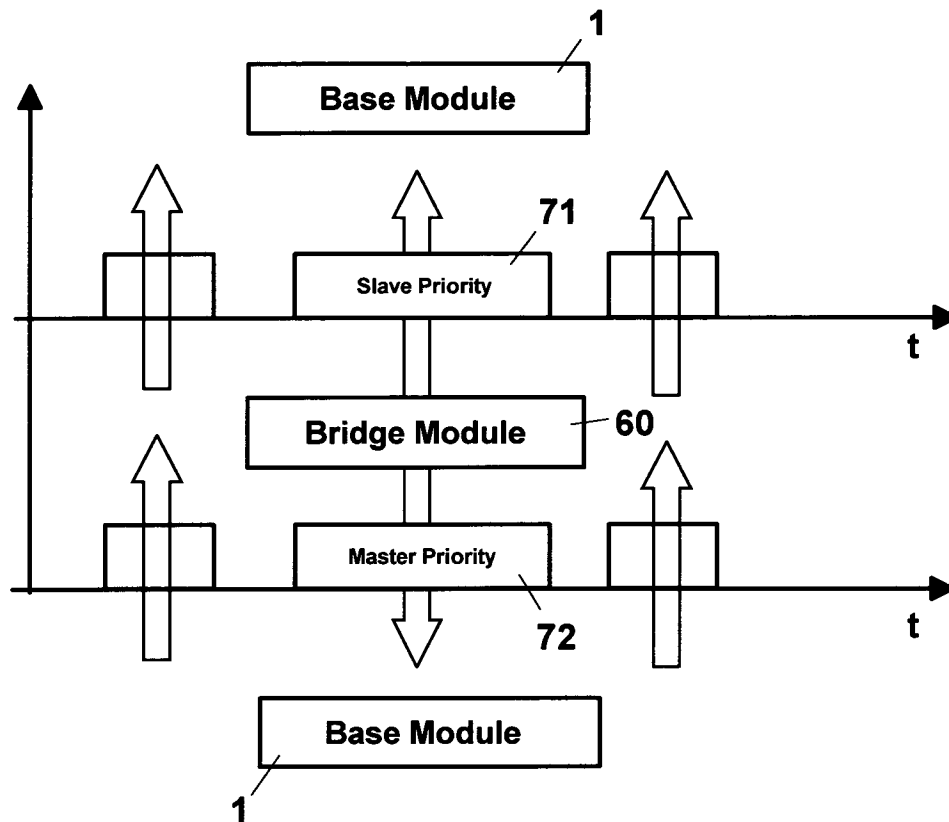 1
Base Module
71
Slave Priority
t
Bridge Module
60
Master Priority
t
72
Base Module
1